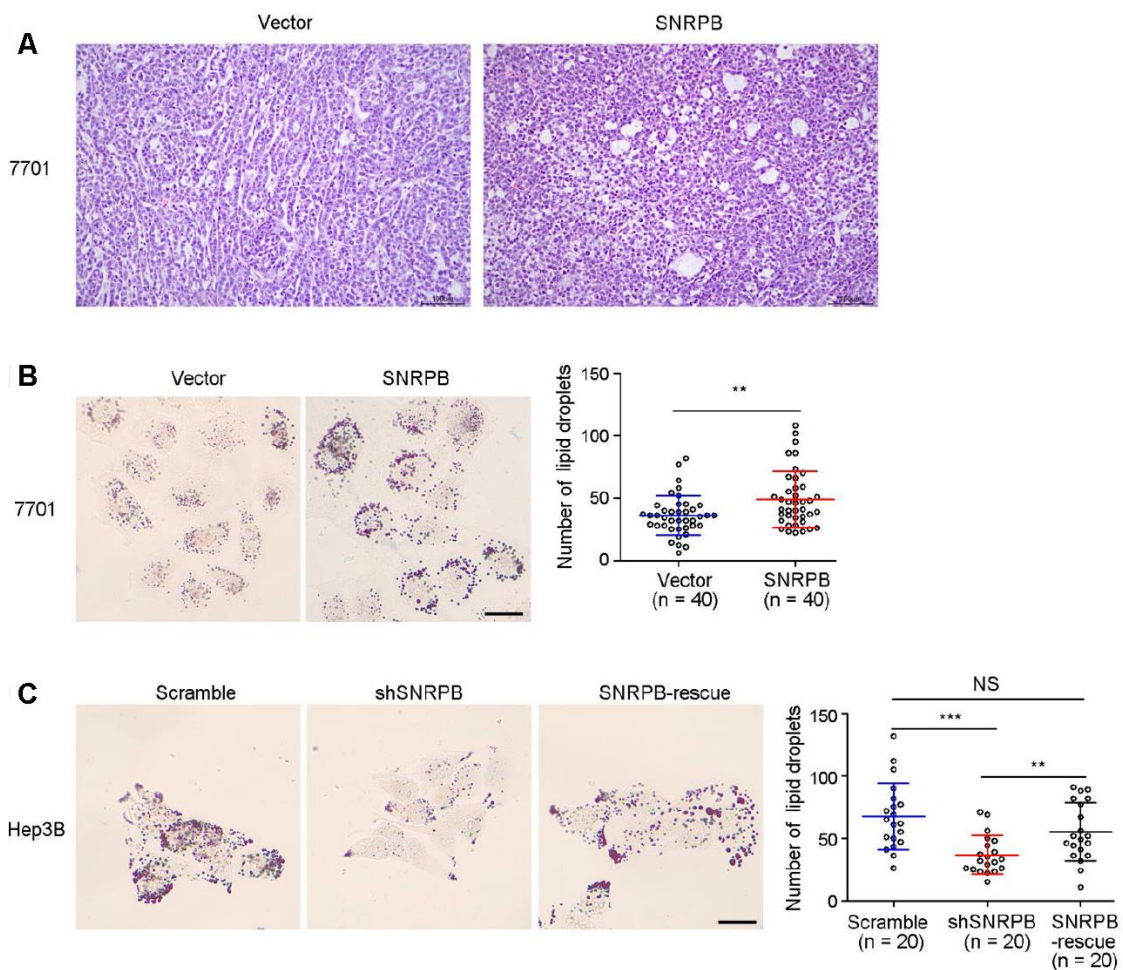 A
Vector
SNRPB
7701
100um
B
Vector
SNRPB
7701
Number of lipid droplets
150
100
50
0
**
Vector
(n = 40)
SNRPB
(n = 40)
C
Scramble
shSNRPB
SNRPB-rescue
Hep3B
Number of lipid droplets
150
100
50
0
NS
***
**
Scramble
(n = 20)
shSNRPB
(n = 20)
SNRPB
-rescue
(n = 20)